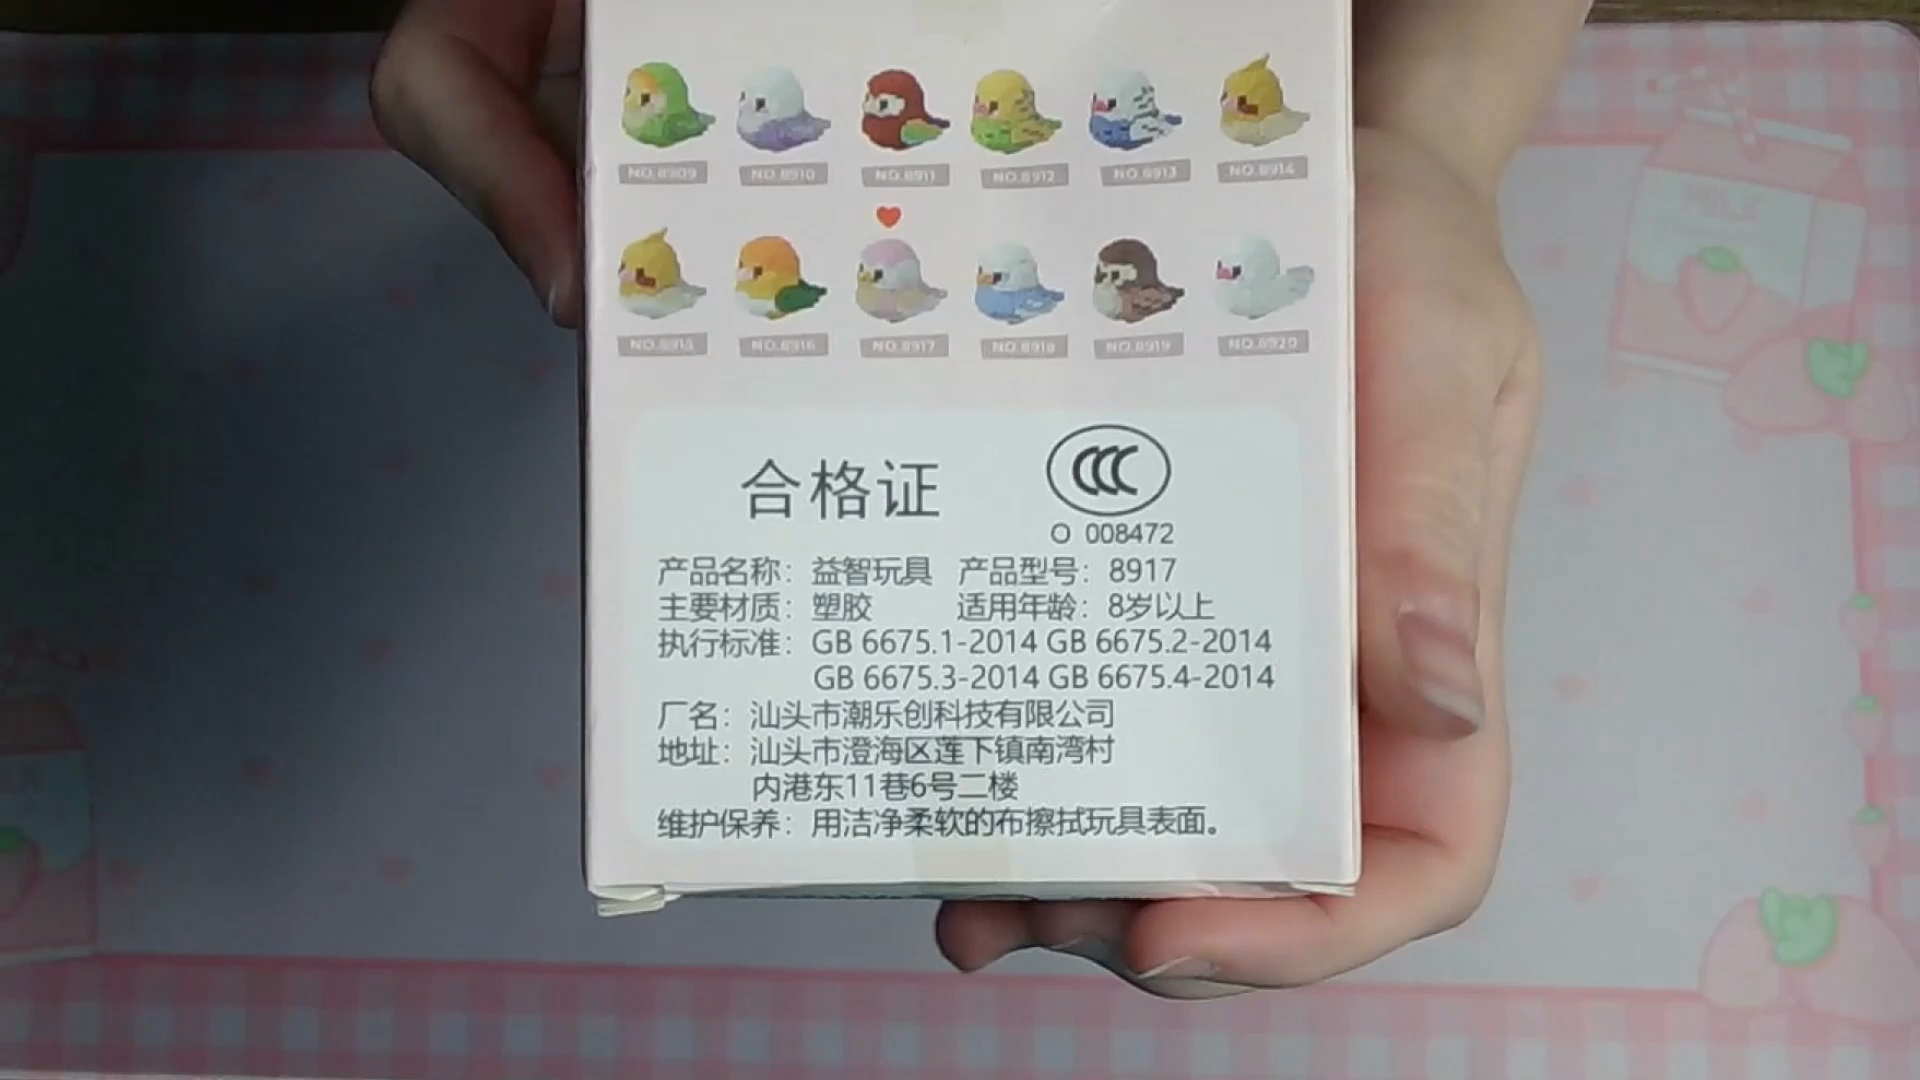 NO.8909 NO.8910 NO.8911 NO.8912 NO.8913 NO.8914
NO.8915 NO.8916 NO.8917 NO.8918 NO.8919 NO.8920
合格证
CCC
O 008472
产品名称：益智玩具 产品型号：8917
主要材质：塑胶 适用年龄：8岁以上
执行标准：GB 6675.1-2014 GB 6675.2-2014
GB 6675.3-2014 GB 6675.4-2014
厂名：汕头市潮乐创科技有限公司
地址：汕头市澄海区莲下镇南湾村
内港东11巷6号二楼
维护保养：用洁净柔软的布擦拭玩具表面。
MILK